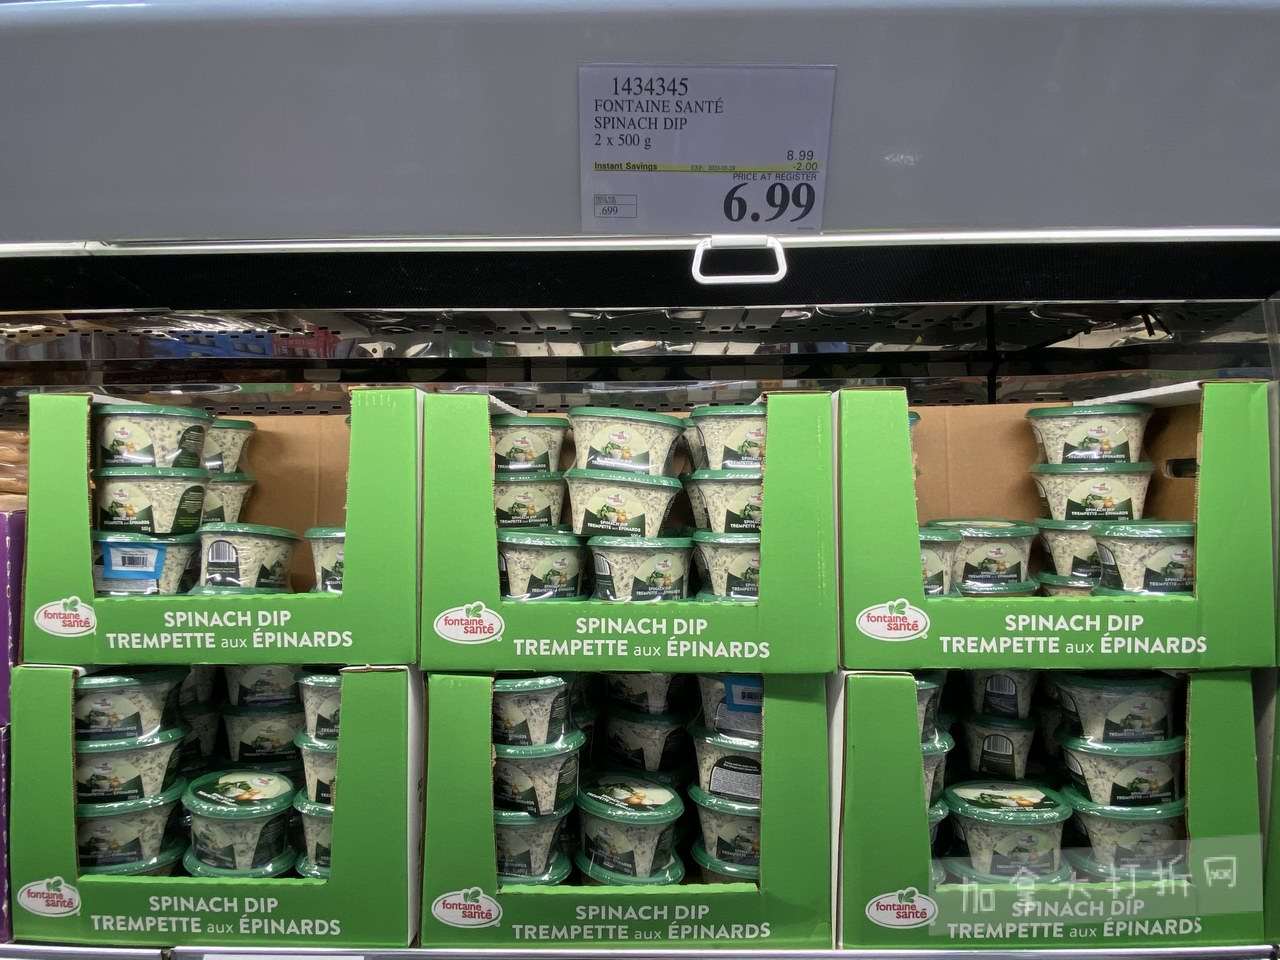 1434345
FONTAINE SANTÉ
SPINACH DIP
2 x 500 g
8.99
Instant Savings
-2.00
PRICE AT REGISTER
6.99
.699
fontaine santé
SPINACH DIP
TREMPETTE aux ÉPINARDS
fontaine santé
SPINACH DIP
TREMPETTE aux ÉPINARDS
fontaine santé
SPINACH DIP
TREMPETTE aux ÉPINARDS
fontaine santé
SPINACH DIP
TREMPETTE aux ÉPINARDS
fontaine santé
SPINACH DIP
TREMPETTE aux ÉPINARDS
fontaine santé
SPINACH DIP
TREMPETTE aux ÉPINARDS
加拿大打折网